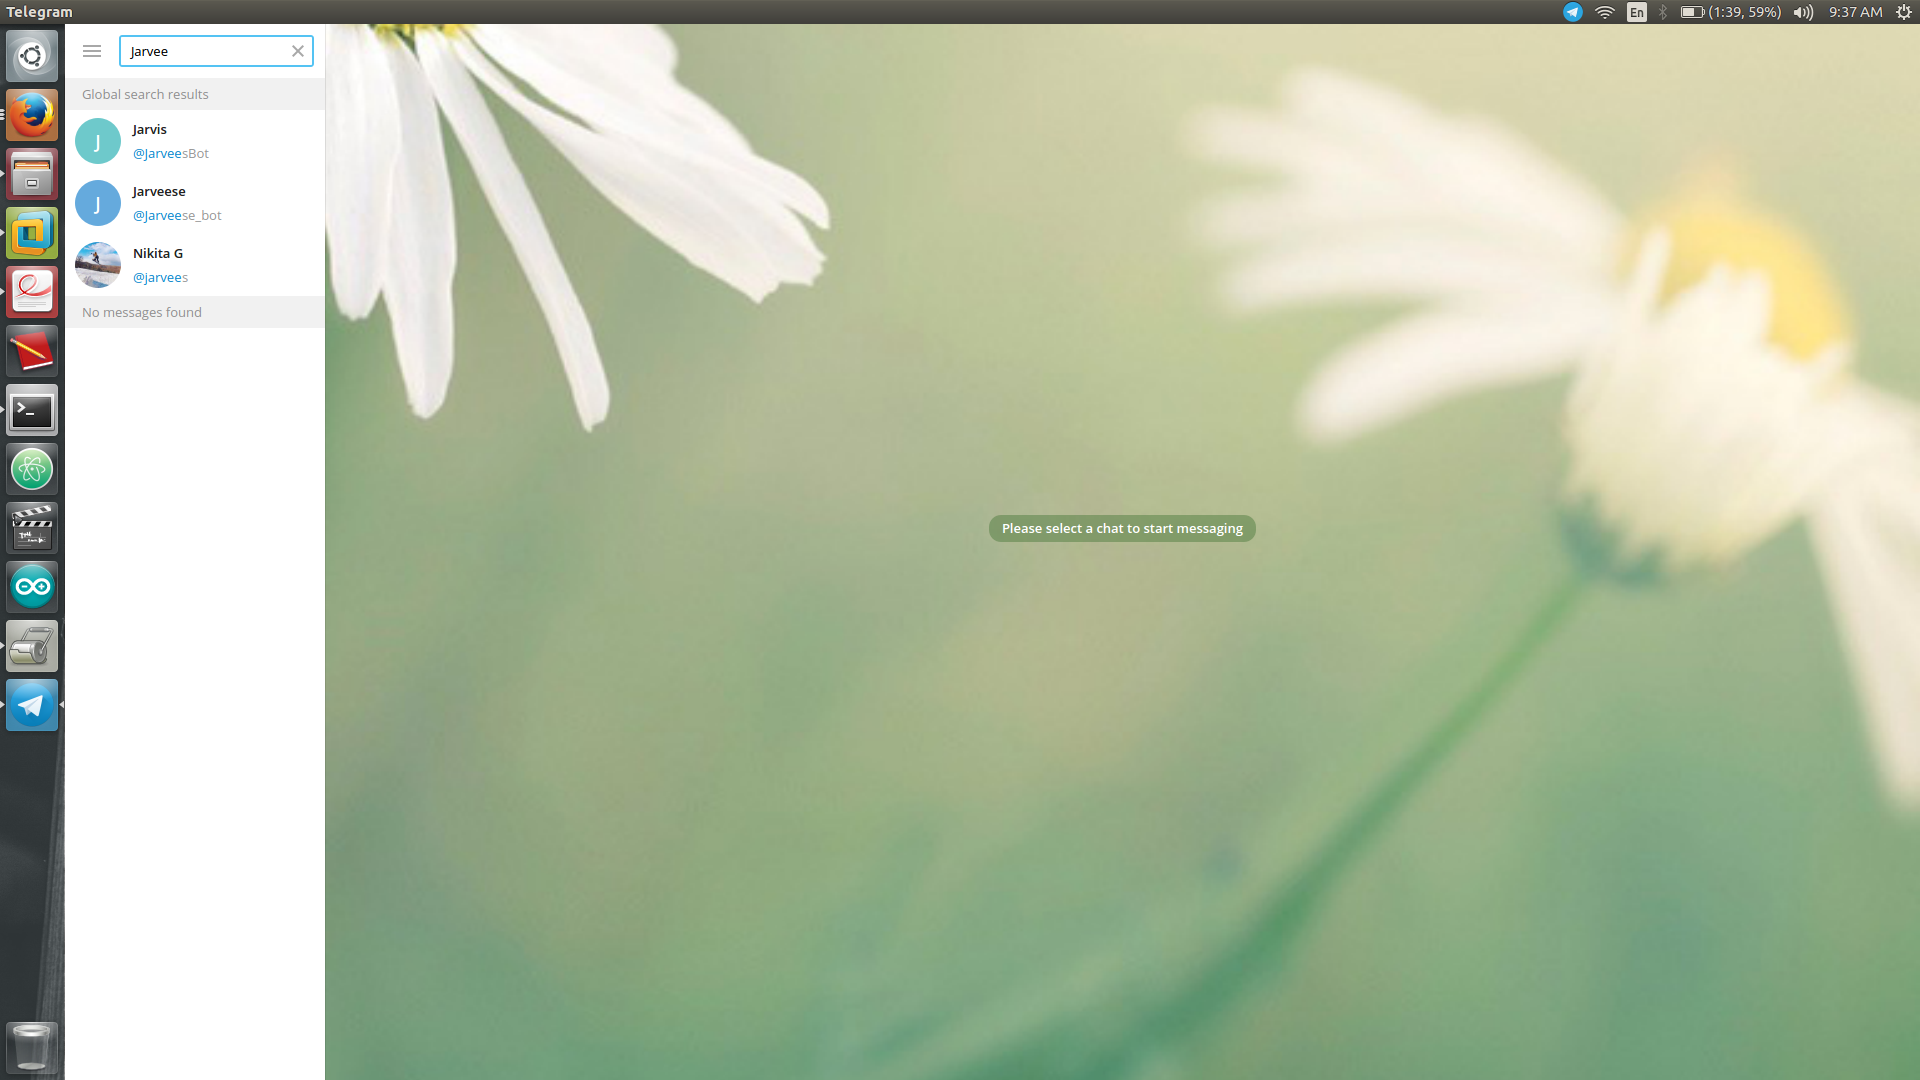 Telegram
En
(1:39, 59%)
9:37 AM
Jarvee
Global search results
J
Jarvis
@JarveesBot
J
Jarveese
@Jarveese_bot
Nikita G
@jarvees
No messages found
Please select a chat to start messaging